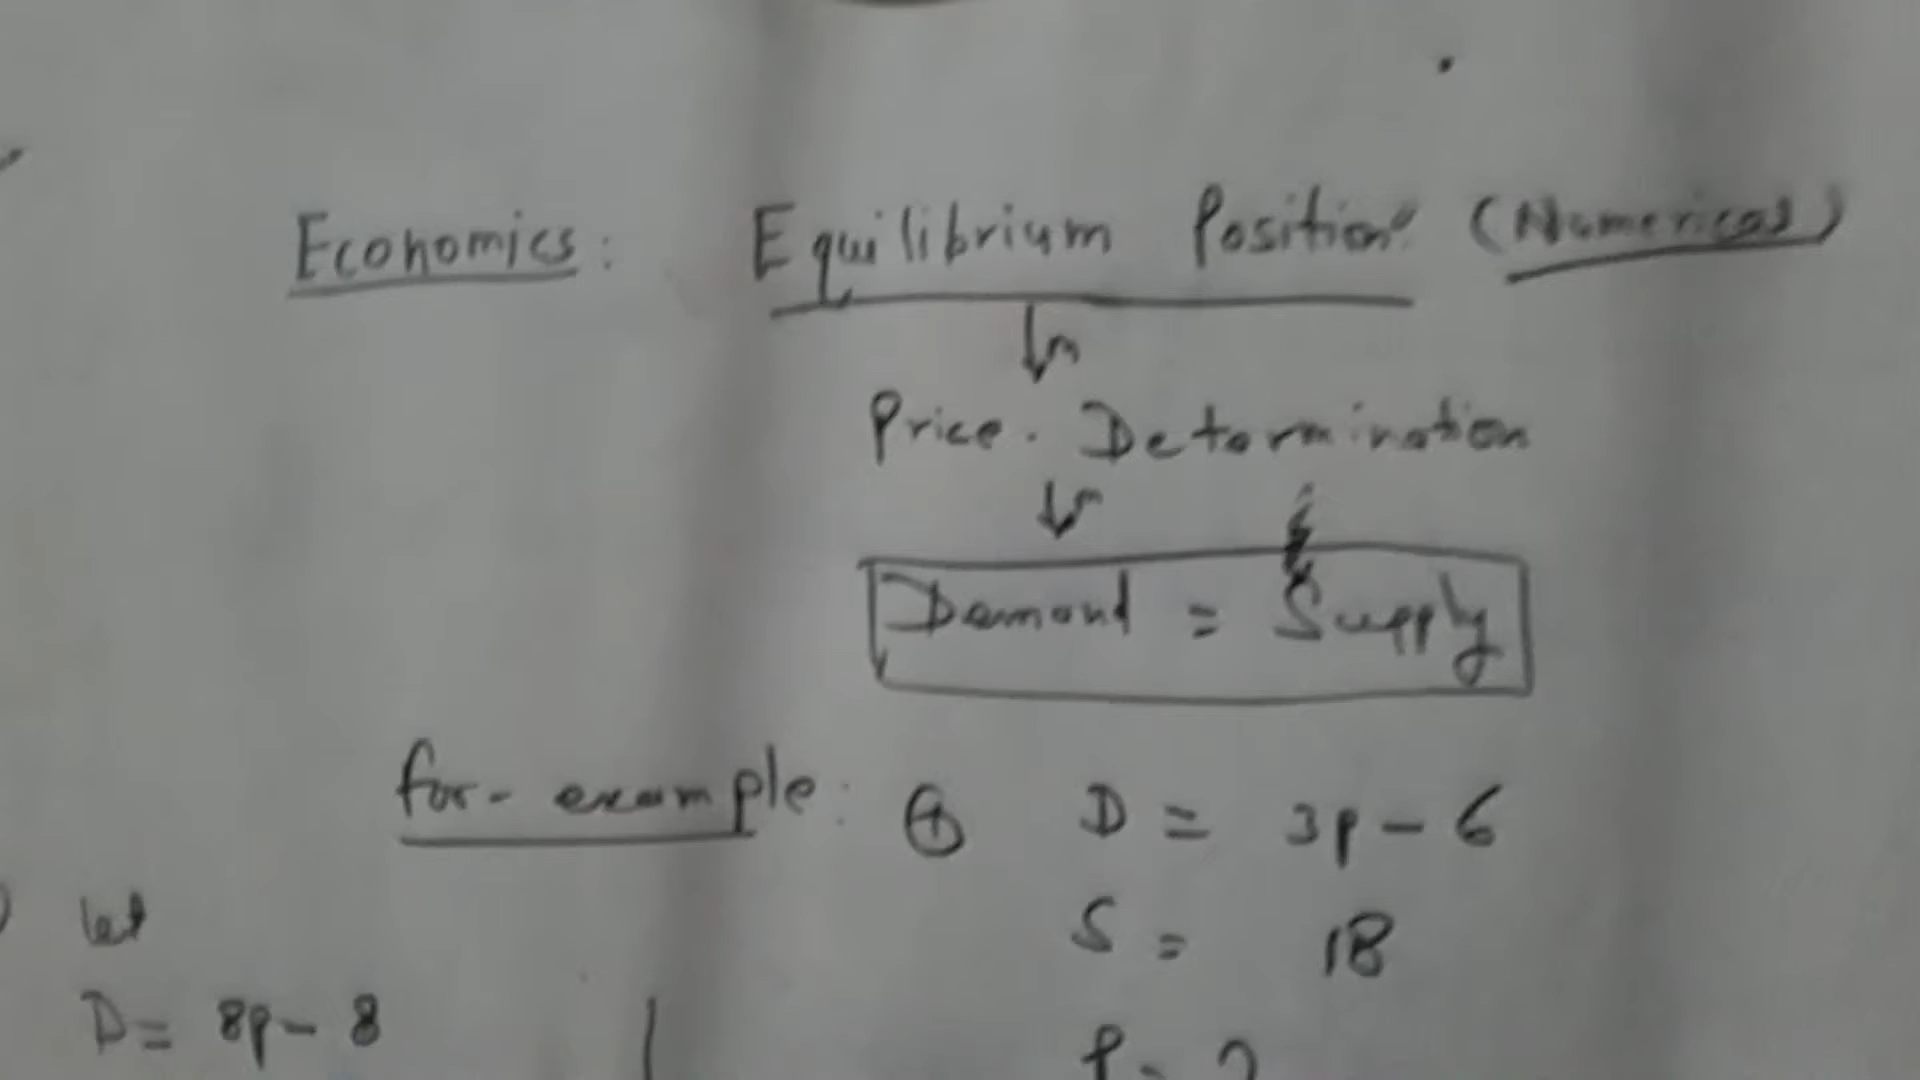 Economics: Equilibrium Position (Numerical)
Price. Determination
Demand = Supply
for-example: ① D = 3p - 6
S = 18
P = ?
let
D = 8p - 8